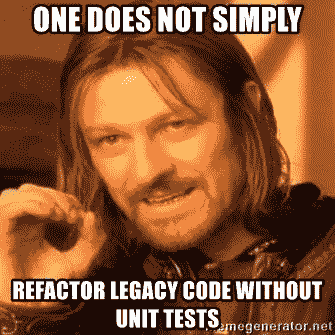 ONE DOES NOT SIMPLY
REFACTOR LEGACY CODE WITHOUT
UNIT TESTS
memegenerator.net